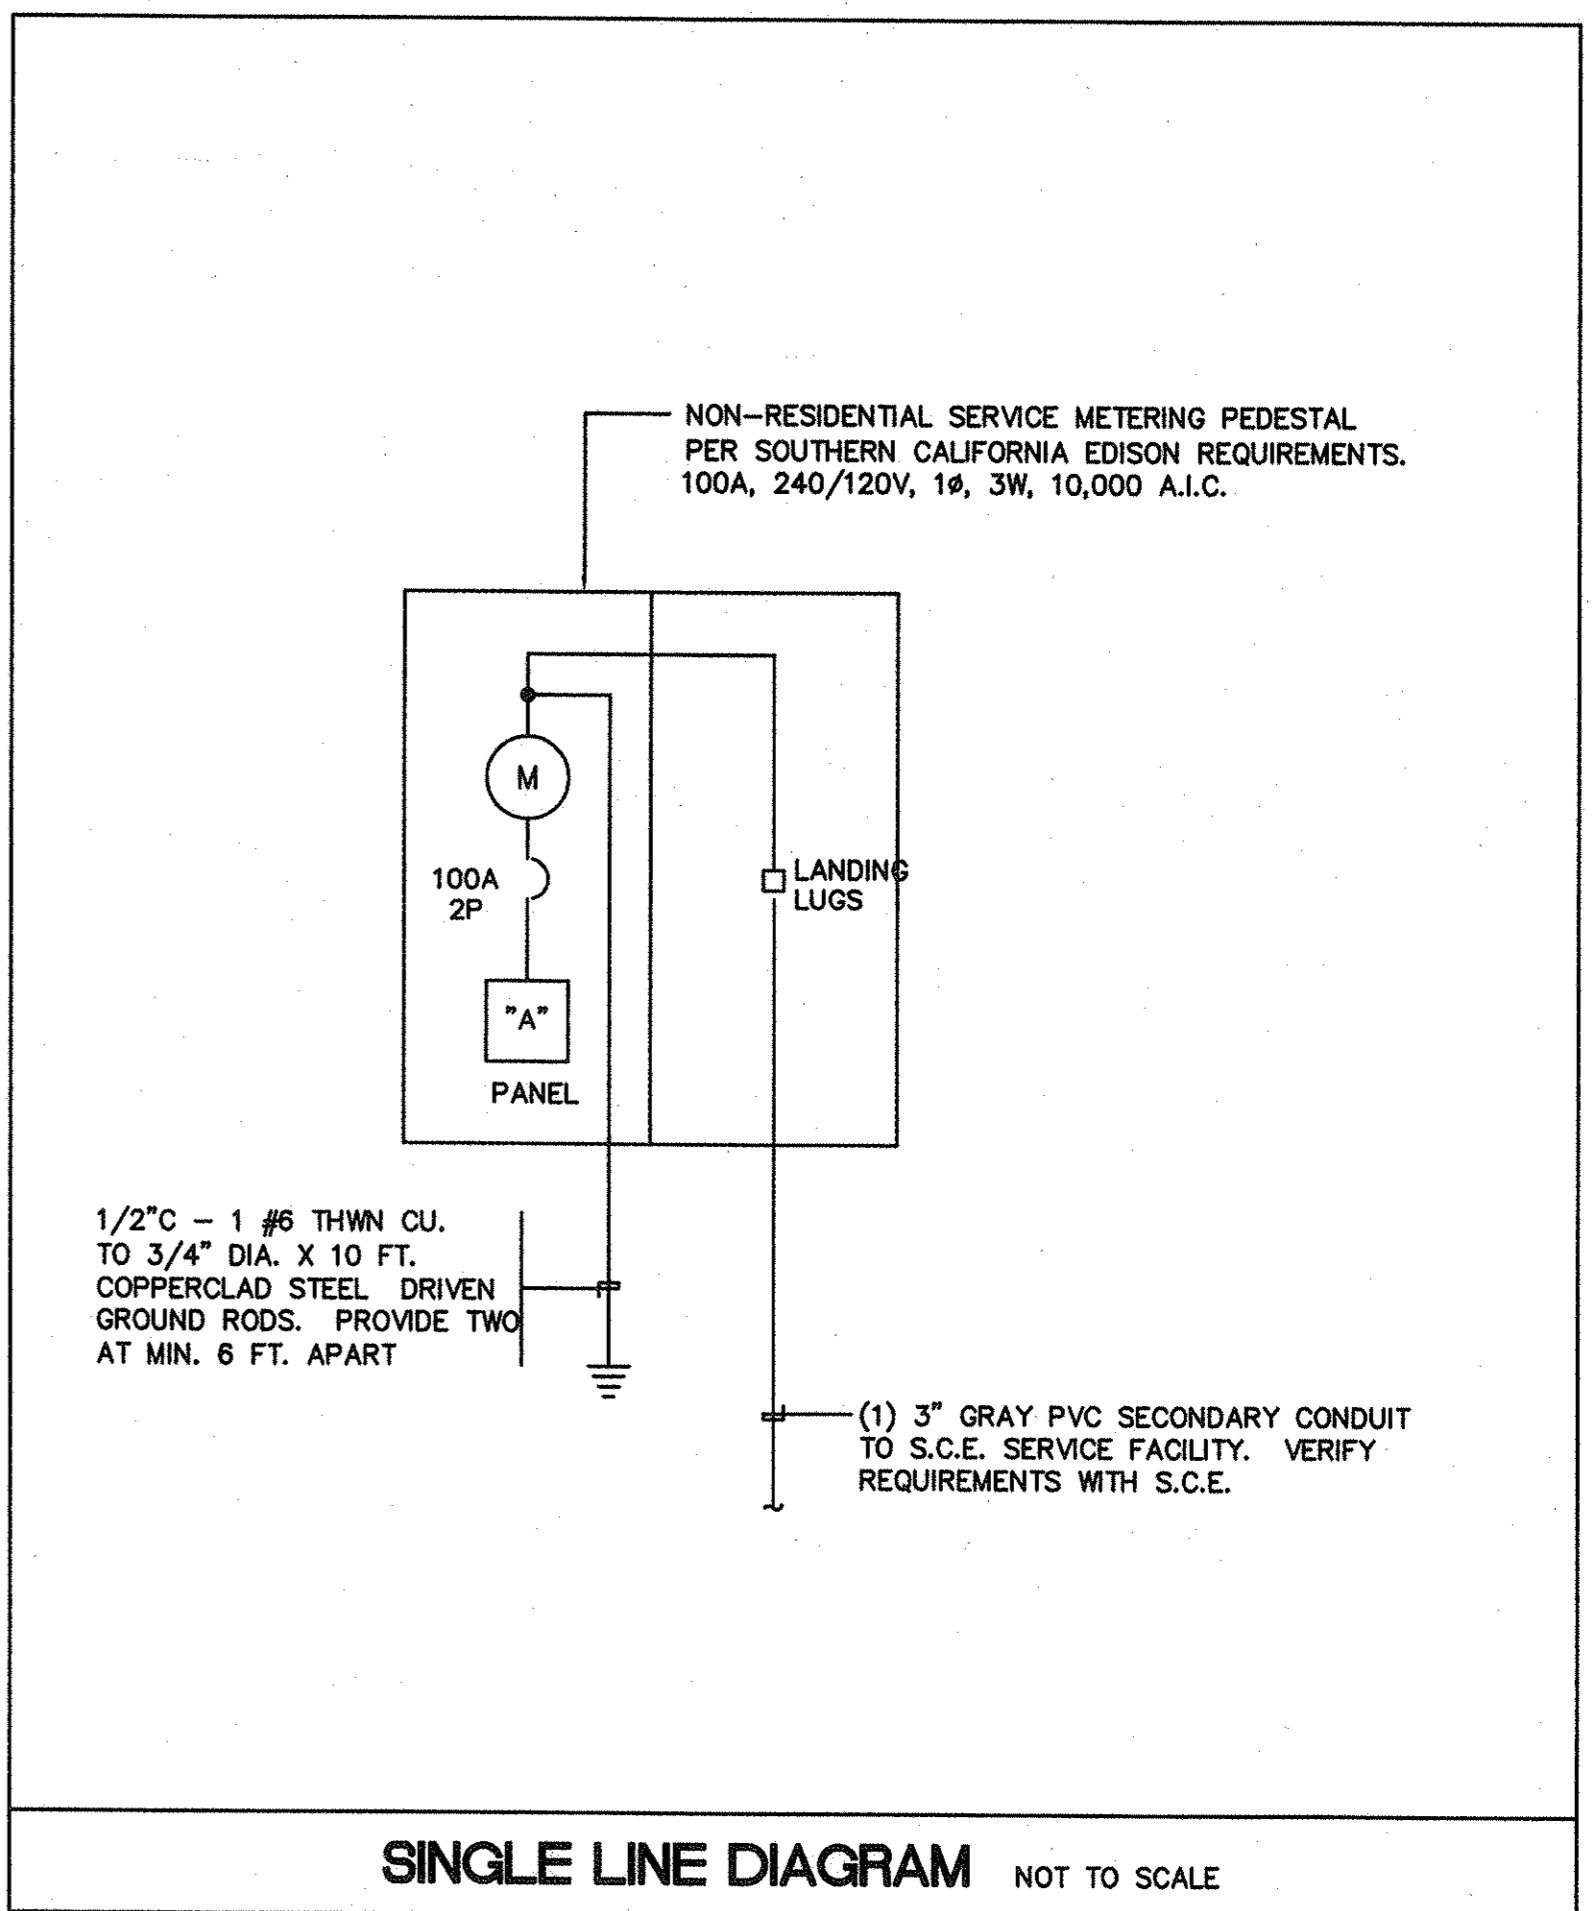 NON-RESIDENTIAL SERVICE METERING PEDESTAL
PER SOUTHERN CALIFORNIA EDISON REQUIREMENTS.
100A, 240/120V, 1ø, 3W, 10,000 A.I.C.
M
100A
2P
LANDING
LUGS
"A"
PANEL
1/2"C - 1 #6 THWN CU.
TO 3/4" DIA. X 10 FT.
COPPERCLAD STEEL DRIVEN
GROUND RODS. PROVIDE TWO
AT MIN. 6 FT. APART
(1) 3" GRAY PVC SECONDARY CONDUIT
TO S.C.E. SERVICE FACILITY. VERIFY
REQUIREMENTS WITH S.C.E.
SINGLE LINE DIAGRAM NOT TO SCALE